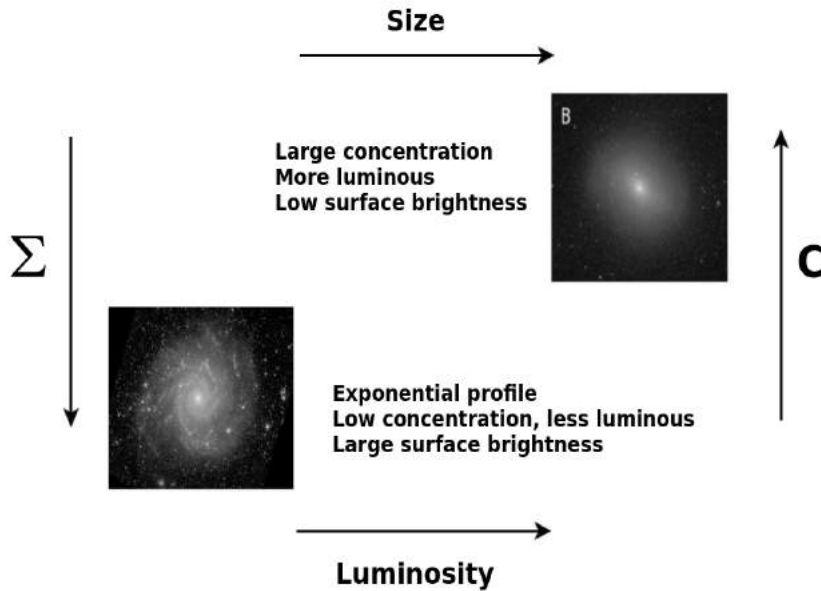 Size
B
Large concentration
More luminous
Low surface brightness
Σ
C
Exponential profile
Low concentration, less luminous
Large surface brightness
Luminosity